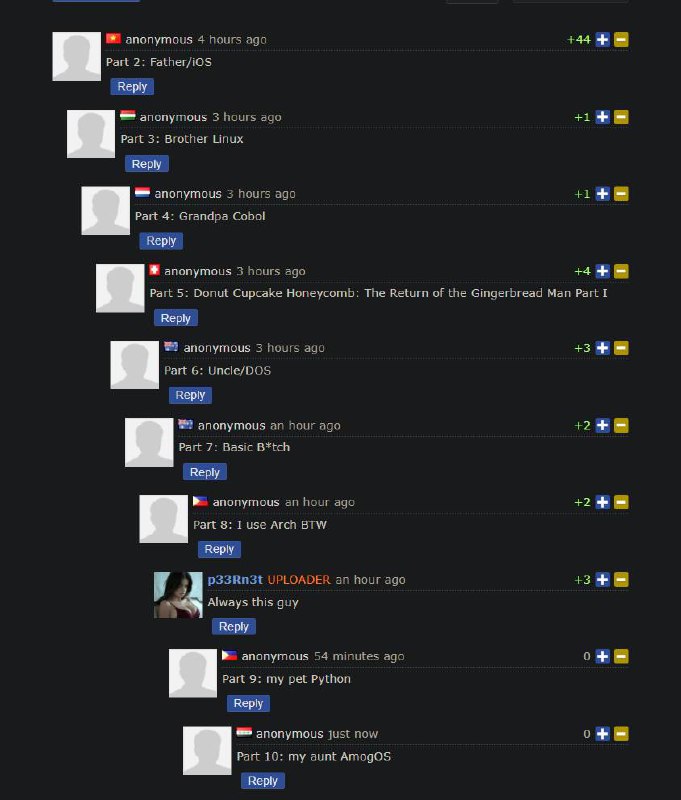 anonymous 4 hours ago +44
Part 2: Father/iOS
Reply
anonymous 3 hours ago +1
Part 3: Brother Linux
Reply
anonymous 3 hours ago +1
Part 4: Grandpa Cobol
Reply
anonymous 3 hours ago +4
Part 5: Donut Cupcake Honeycomb: The Return of the Gingerbread Man Part I
Reply
anonymous 3 hours ago +3
Part 6: Uncle/DOS
Reply
anonymous an hour ago +2
Part 7: Basic B*tch
Reply
anonymous an hour ago +2
Part 8: I use Arch BTW
Reply
p33Rn3t UPLOADER an hour ago +3
Always this guy
Reply
anonymous 54 minutes ago 0
Part 9: my pet Python
Reply
anonymous just now 0
Part 10: my aunt AmogOS
Reply